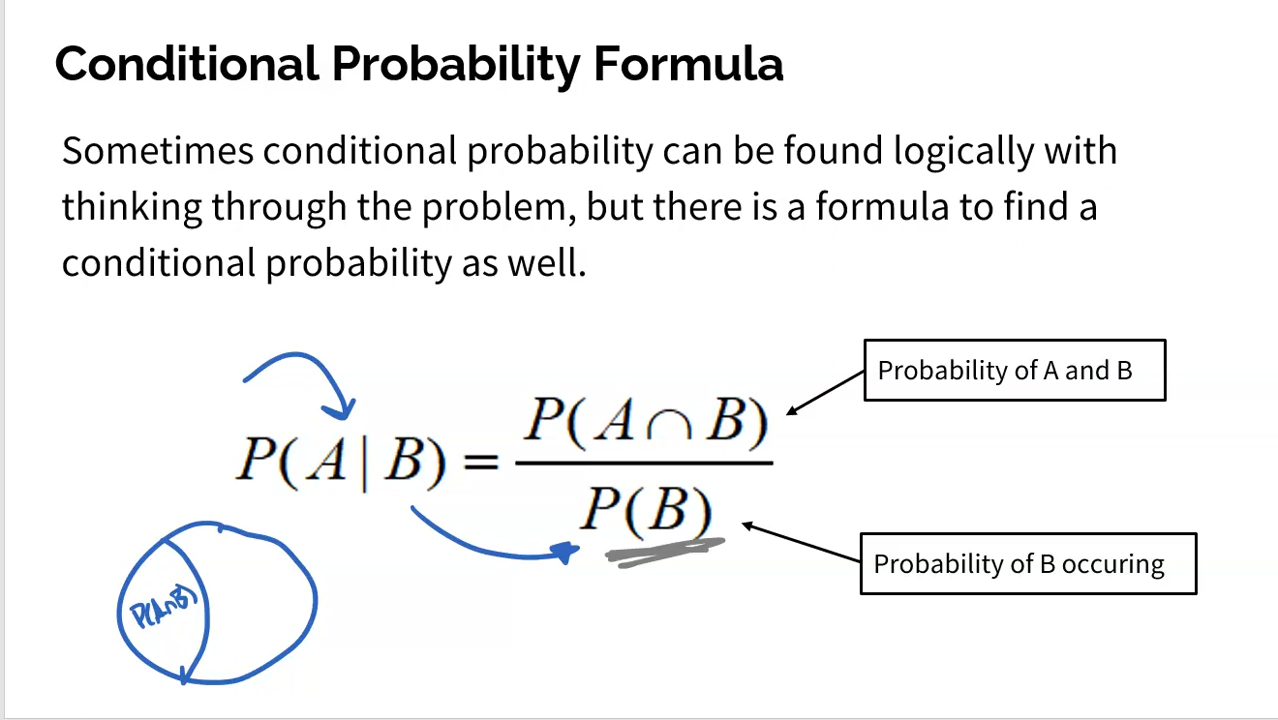 Conditional Probability Formula
Sometimes conditional probability can be found logically with
thinking through the problem, but there is a formula to find a
conditional probability as well.
Probability of A and B
P(A | B) = P(A ∩ B)
P(B)
Probability of B occuring
P(A∩B)